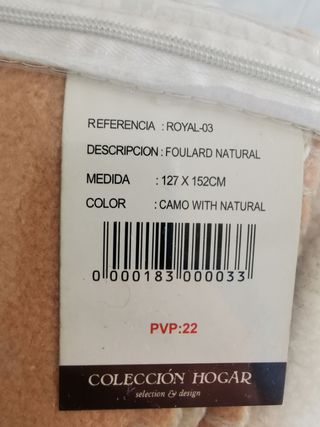 REFERENCIA : ROYAL-03
DESCRIPCION : FOULARD NATURAL
MEDIDA : 127 X 152CM
COLOR : CAMO WITH NATURAL
0 000183 000033
PVP:22
COLECCIÓN HOGAR
selection & design